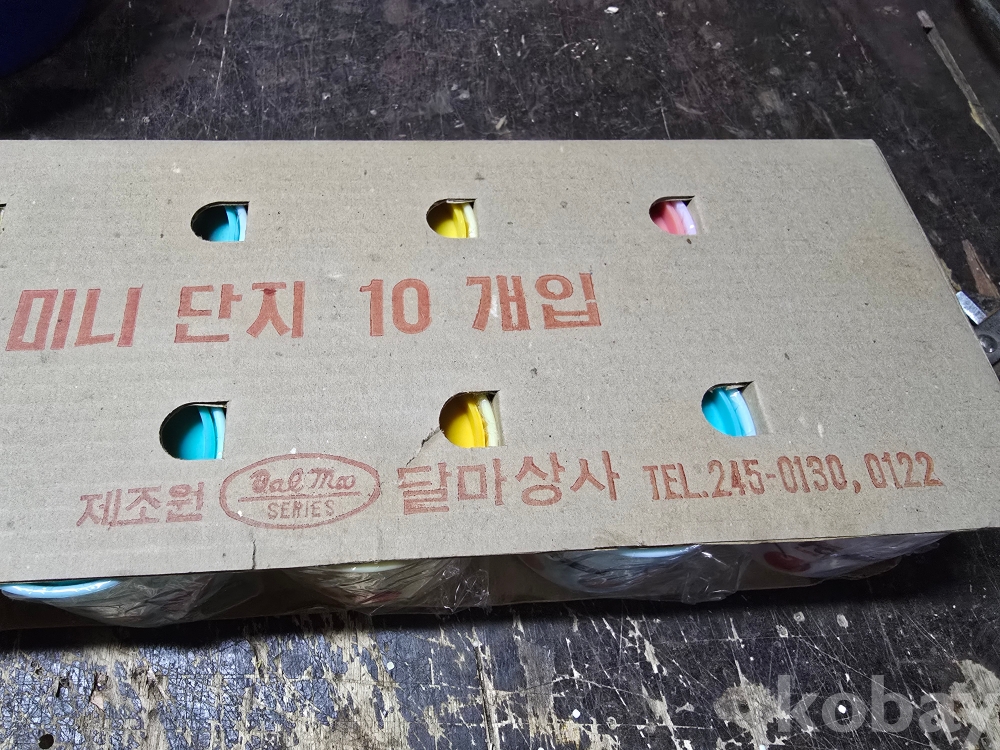 미니 단지 10 개입
제조원 Dal Ma SERIES 달마상사 TEL.245-0130, 0122
kobay